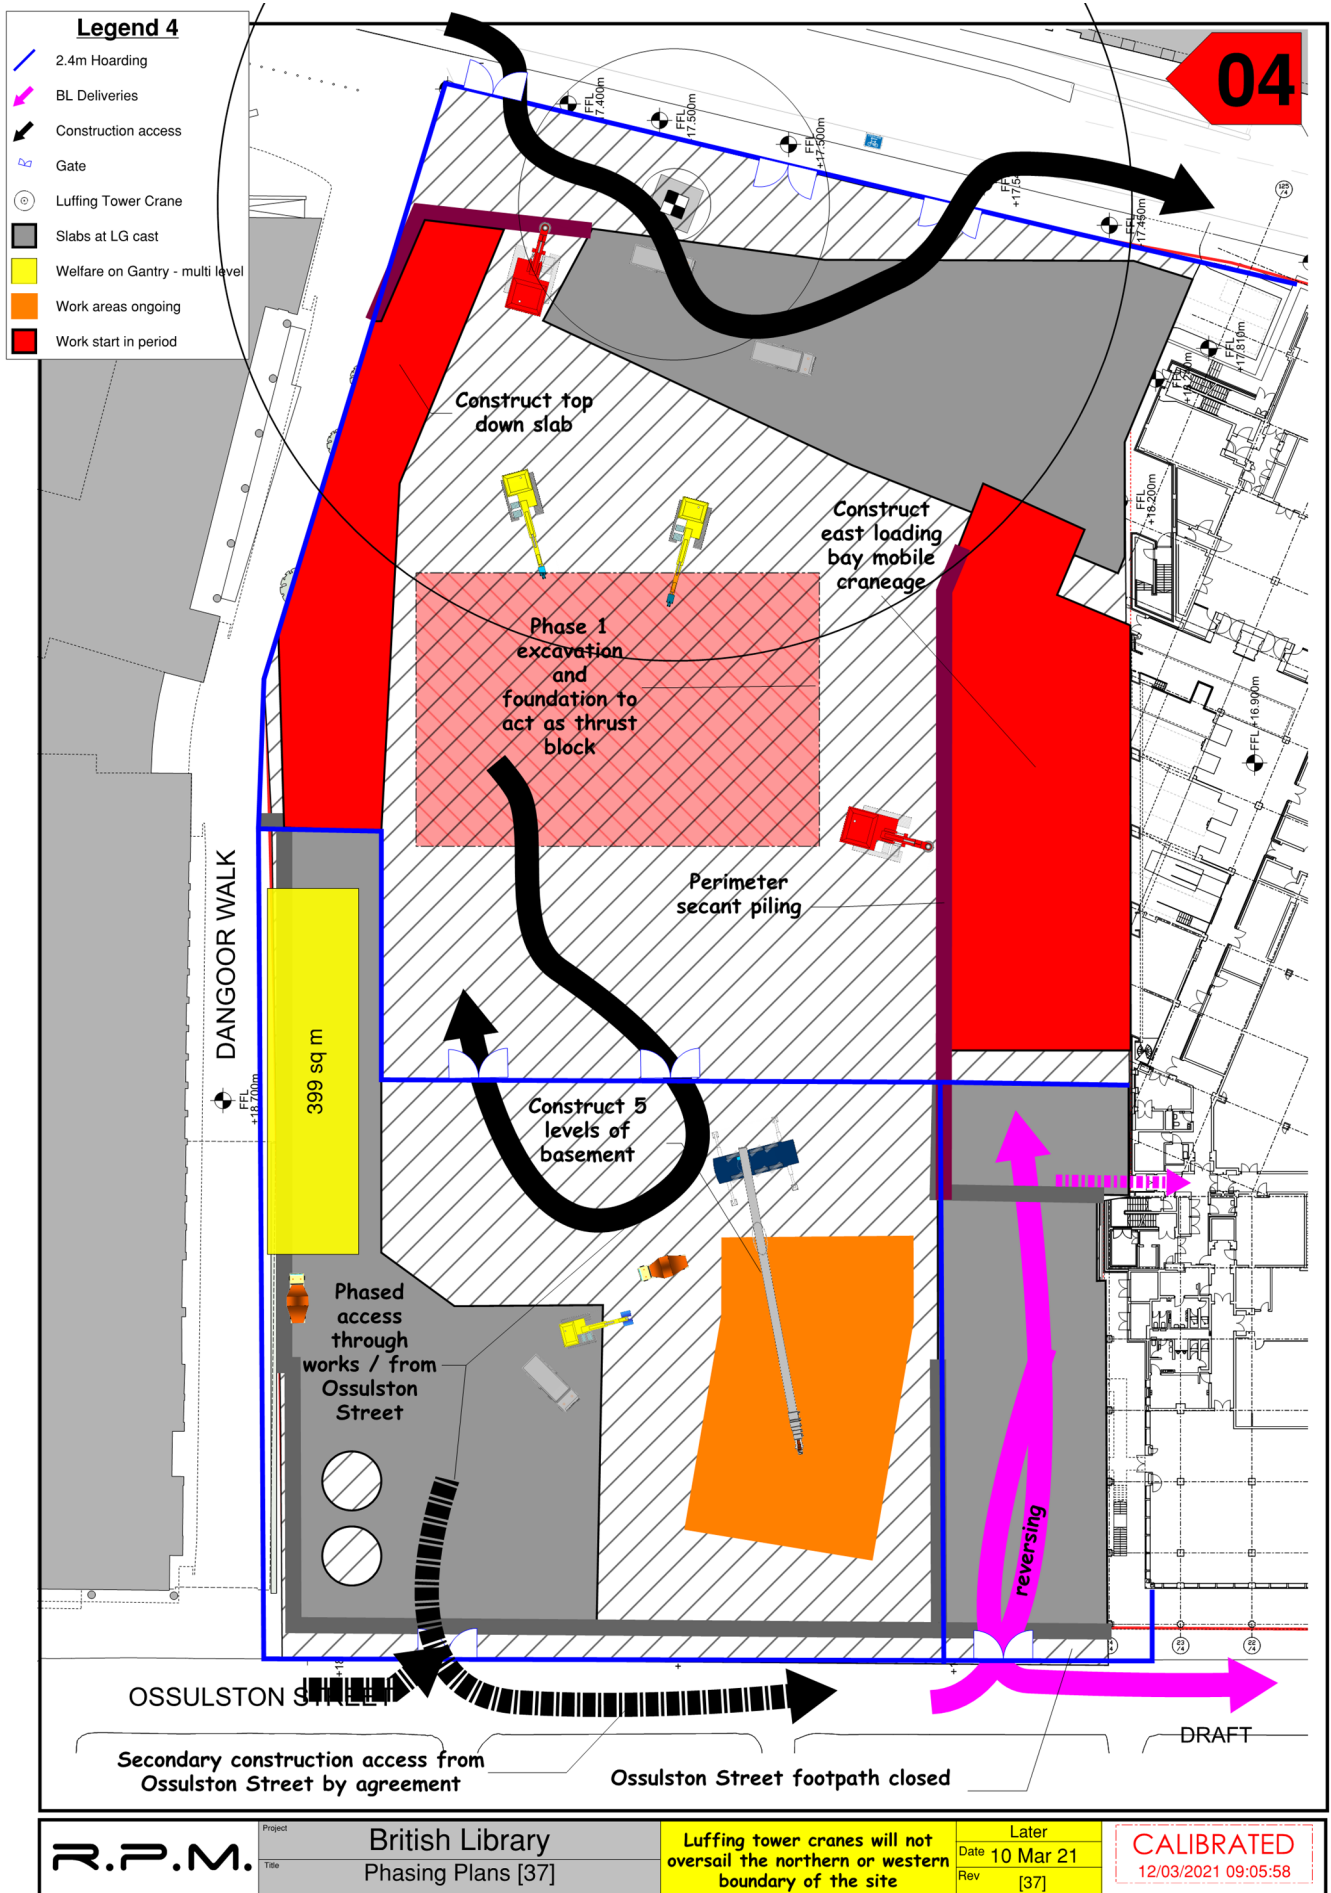 Legend 4
2.4m Hoarding
BL Deliveries
Construction access
Gate
Luffing Tower Crane
Slabs at LG cast
Welfare on Gantry - multi level
Work areas ongoing
Work start in period
04
FFL
17.400m
FFL
17.500m
FFL
+17.500m
FFL
+17.450m
125
/4
FFL
+17.810m
Construct top
down slab
Construct
east loading
bay mobile
craneage
FFL
+18.200m
Phase 1
excavation
and
foundation to
act as thrust
block
FFL +16.900m
Perimeter
secant piling
DANGOOR WALK
FFL
+18.700m
399 sq m
Construct 5
levels of
basement
Phased
access
through
works / from
Ossulston
Street
reversing
23
/4
22
/4
OSSULSTON STREET
DRAFT
Secondary construction access from
Ossulston Street by agreement
Ossulston Street footpath closed
R.P.M.
Project
British Library
Title
Phasing Plans [37]
Luffing tower cranes will not
oversail the northern or western
boundary of the site
Later
Date 10 Mar 21
Rev
[37]
CALIBRATED
12/03/2021 09:05:58